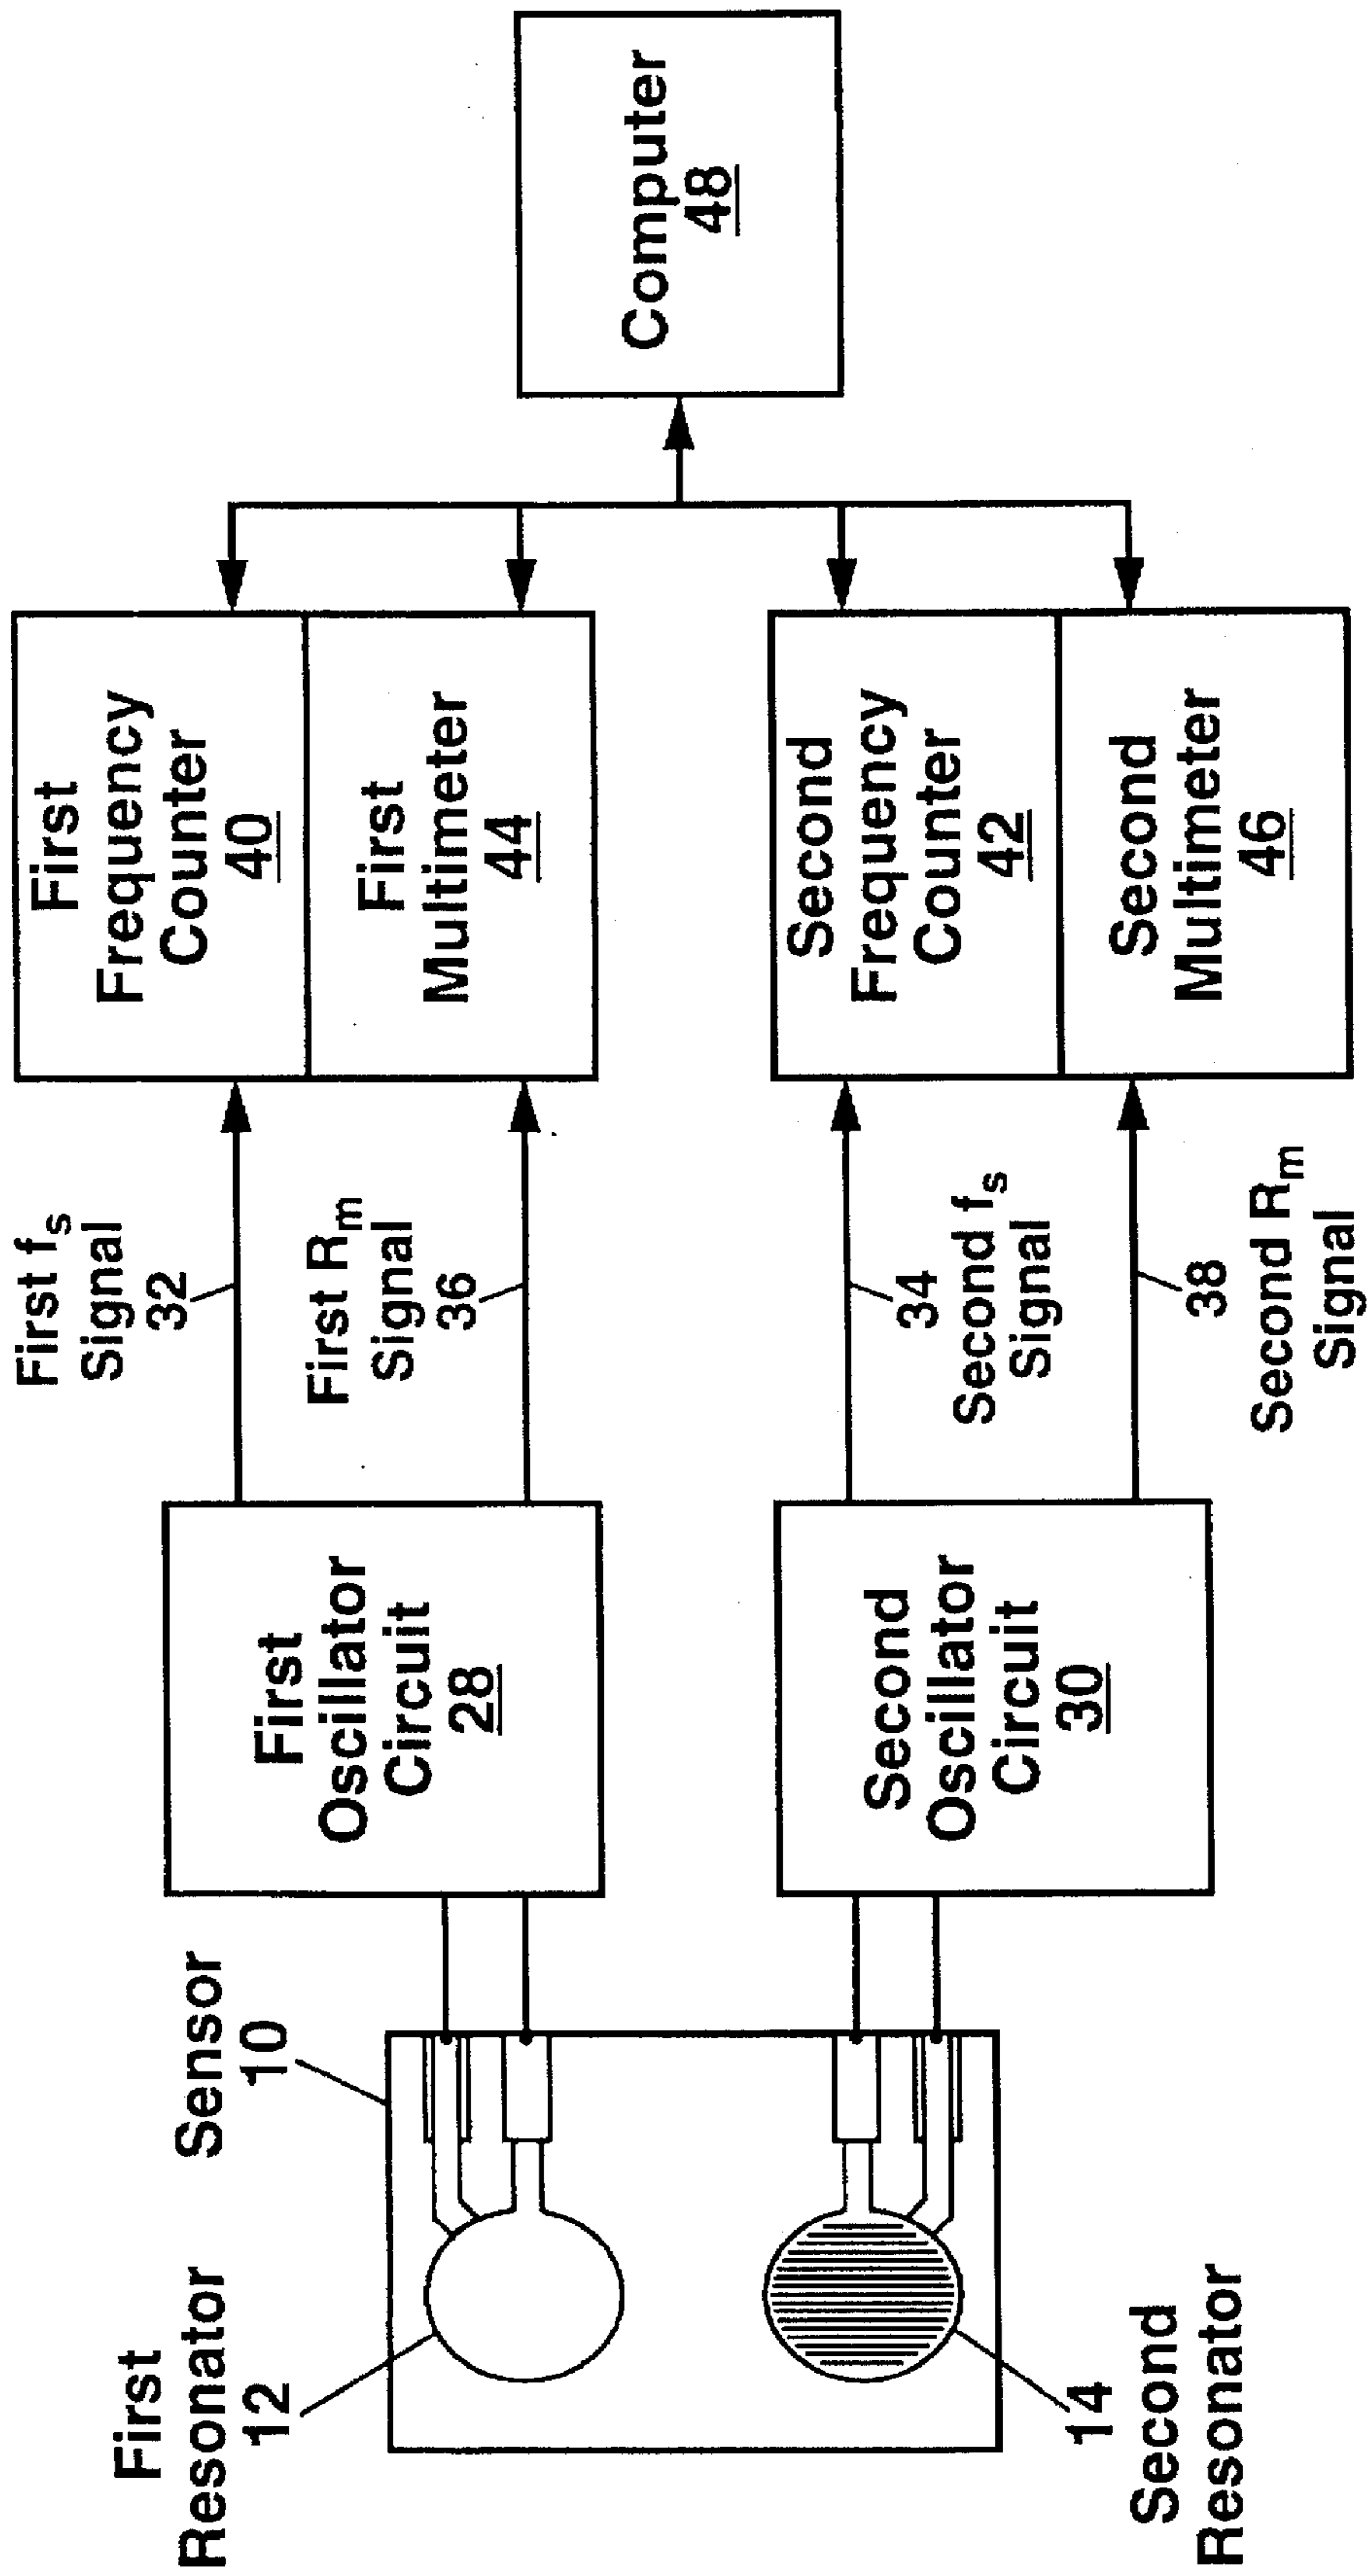 First
Resonator
12
Sensor
10
14
Second
Resonator
First
Oscillator
Circuit
28
Second
Oscillator
Circuit
30
First fs
Signal
32
First Rm
Signal
36
34
Second fs
Signal
38
Second Rm
Signal
First
Frequency
Counter
40
First
Multimeter
44
Second
Frequency
Counter
42
Second
Multimeter
46
Computer
48